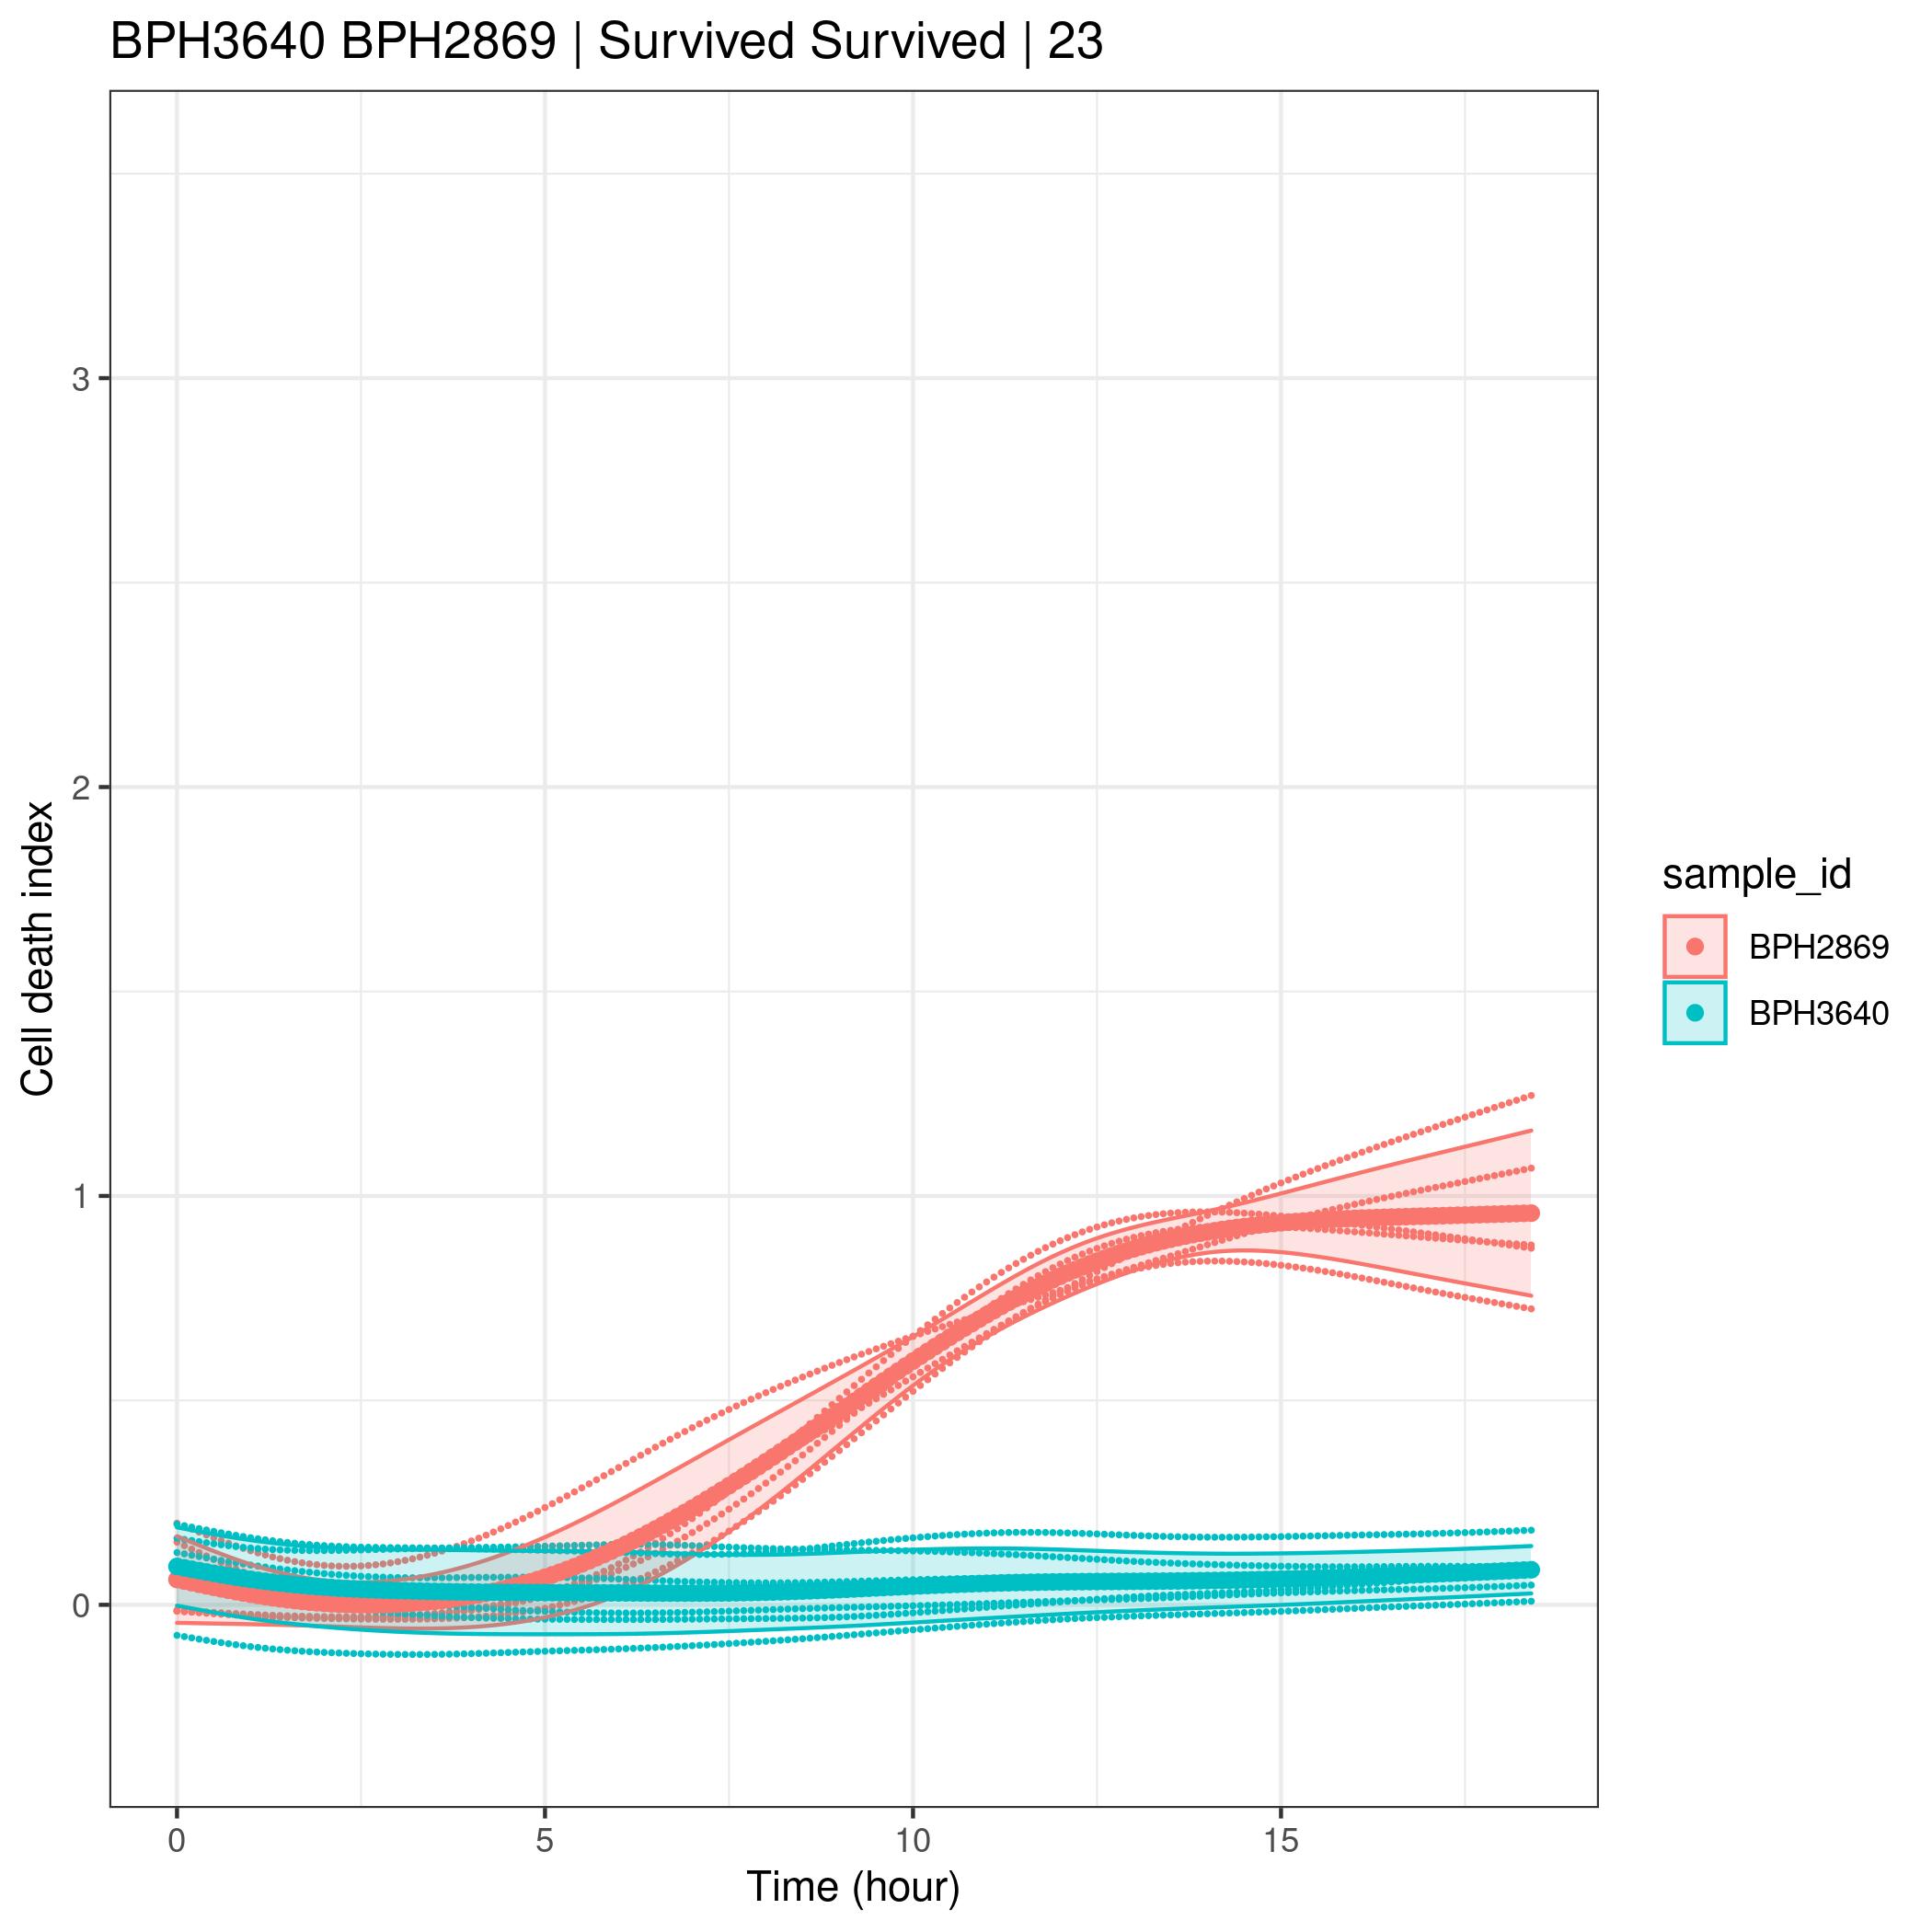 BPH3640 BPH2869 | Survived Survived | 23
Cell death index
3
2
1
0
0 5 10 15
Time (hour)
sample_id
BPH2869
BPH3640